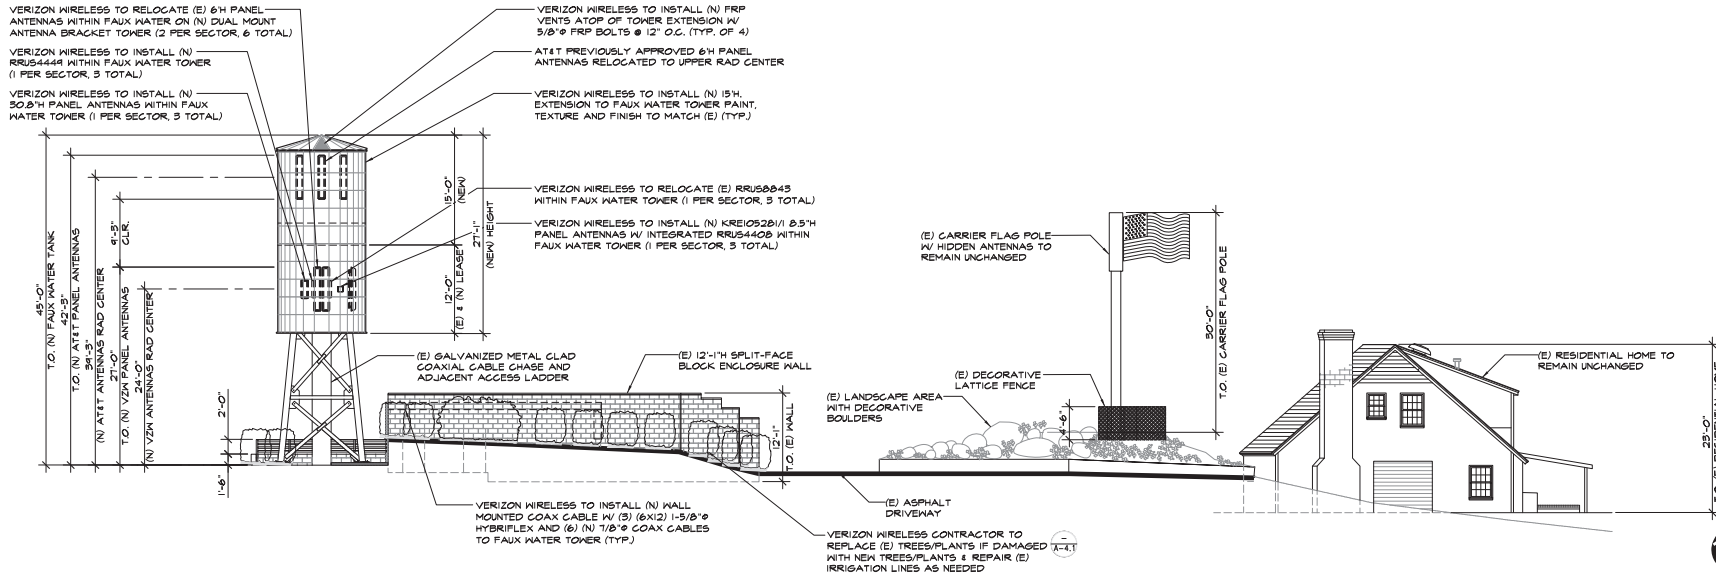 VERIZON WIRELESS TO RELOCATE (E) 6'H PANEL
ANTENNAS WITHIN FAUX WATER ON (N) DUAL MOUNT
ANTENNA BRACKET TOWER (2 PER SECTOR, 6 TOTAL)
VERIZON WIRELESS TO INSTALL (N)
RRUS4449 WITHIN FAUX WATER TOWER
(1 PER SECTOR, 3 TOTAL)
VERIZON WIRELESS TO INSTALL (N)
30.8"H PANEL ANTENNAS WITHIN FAUX
WATER TOWER (1 PER SECTOR, 3 TOTAL)
VERIZON WIRELESS TO INSTALL (N) FRP
VENTS ATOP OF TOWER EXTENSION W/
5/8"Φ FRP BOLTS @ 12" O.C. (TYP. OF 4)
AT&T PREVIOUSLY APPROVED 6'H PANEL
ANTENNAS RELOCATED TO UPPER RAD CENTER
VERIZON WIRELESS TO INSTALL (N) 15'H.
EXTENSION TO FAUX WATER TOWER PAINT,
TEXTURE AND FINISH TO MATCH (E) (TYP.)
VERIZON WIRELESS TO RELOCATE (E) RRUS8843
WITHIN FAUX WATER TOWER (1 PER SECTOR, 3 TOTAL)
VERIZON WIRELESS TO INSTALL (N) KRE105281/1 8.5"H
PANEL ANTENNAS W/ INTEGRATED RRUS4408 WITHIN
FAUX WATER TOWER (1 PER SECTOR, 3 TOTAL)
45'-0"
T.O. (N) FAUX WATER TANK
42'-3"
T.O. (N) AT&T PANEL ANTENNAS
39'-3"
(N) AT&T ANTENNAS RAD CENTER
27'-0"
T.O. (N) VZW PANEL ANTENNAS
24'-0"
(N) VZW ANTENNAS RAD CENTER
9'-3"
CLR.
2'-0"
1'-6"
15'-0"
(NEW)
12'-0"
(E) & (N) LEASE
27'-1"
(NEW) HEIGHT
(E) GALVANIZED METAL CLAD
COAXIAL CABLE CHASE AND
ADJACENT ACCESS LADDER
(E) 12'-1"H SPLIT-FACE
BLOCK ENCLOSURE WALL
12'-1"
T.O. (E) WALL
(E) CARRIER FLAG POLE
W/ HIDDEN ANTENNAS TO
REMAIN UNCHANGED
30'-0"
T.O. (E) CARRIER FLAG POLE
(E) DECORATIVE
LATTICE FENCE
4'-6"
(E) LANDSCAPE AREA
WITH DECORATIVE
BOULDERS
(E) RESIDENTIAL HOME TO
REMAIN UNCHANGED
23'-0"
VERIZON WIRELESS TO INSTALL (N) WALL
MOUNTED COAX CABLE W/ (3) (6X12) 1-5/8"Φ
HYBRIFLEX AND (6) (N) 7/8"Φ COAX CABLES
TO FAUX WATER TOWER (TYP.)
(E) ASPHALT
DRIVEWAY
VERIZON WIRELESS CONTRACTOR TO
REPLACE (E) TREES/PLANTS IF DAMAGED
WITH NEW TREES/PLANTS & REPAIR (E)
IRRIGATION LINES AS NEEDED
-
A-4.1